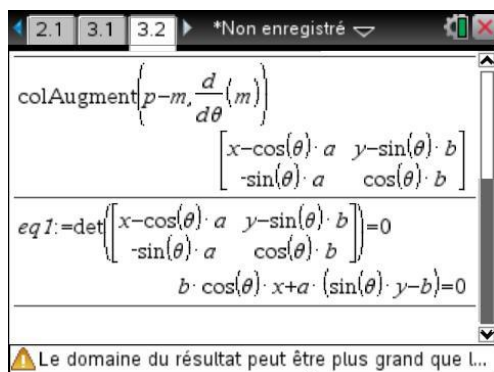 2.1 3.1 3.2 *Non enregistré
colAugment(p−m, d/dθ(m))
[x−cos(θ)·a y−sin(θ)·b
-sin(θ)·a cos(θ)·b]
eq1:=det([x−cos(θ)·a y−sin(θ)·b
-sin(θ)·a cos(θ)·b])=0
b·cos(θ)·x+a·(sin(θ)·y−b)=0
Le domaine du résultat peut être plus grand que l...